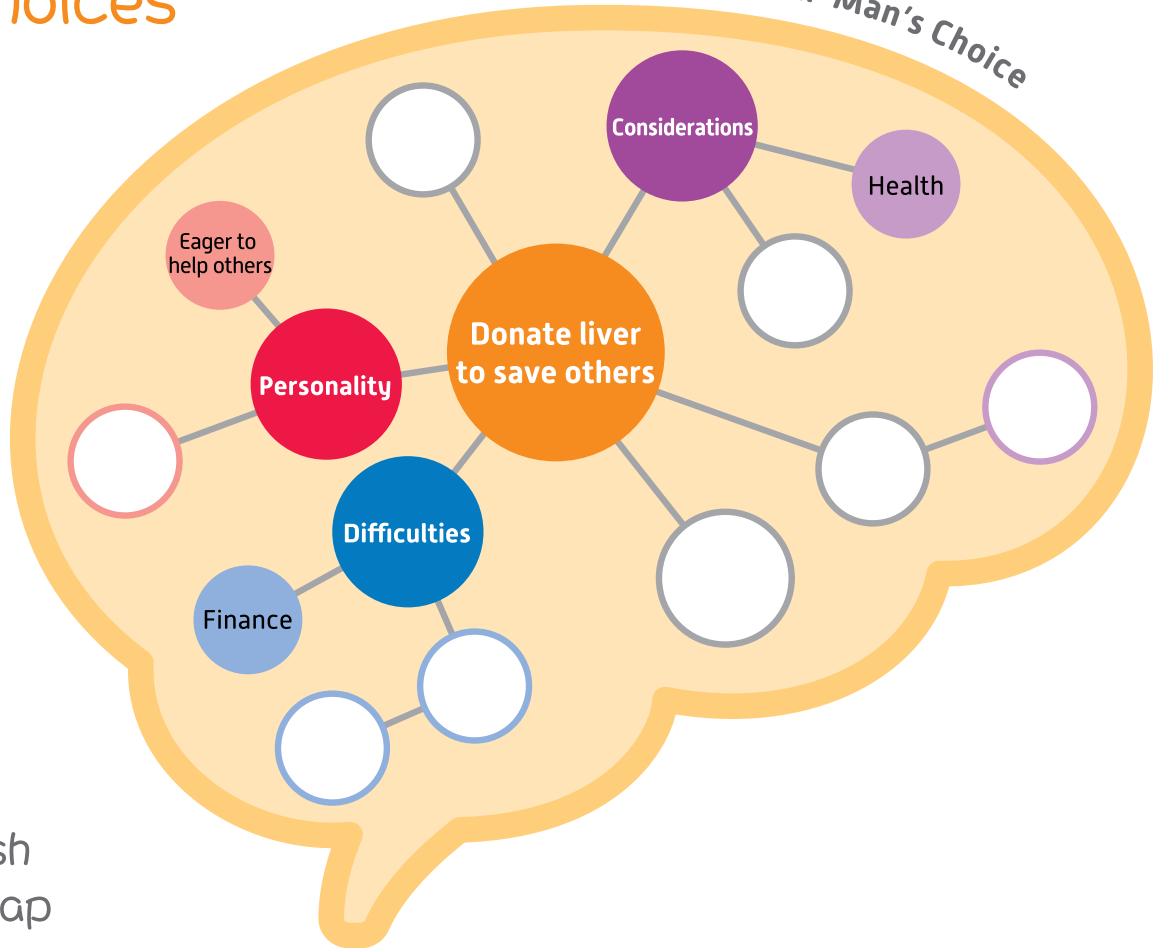 Man's Choice
Considerations
Health
Eager to
help others
Donate liver
to save others
Personality
Difficulties
Finance